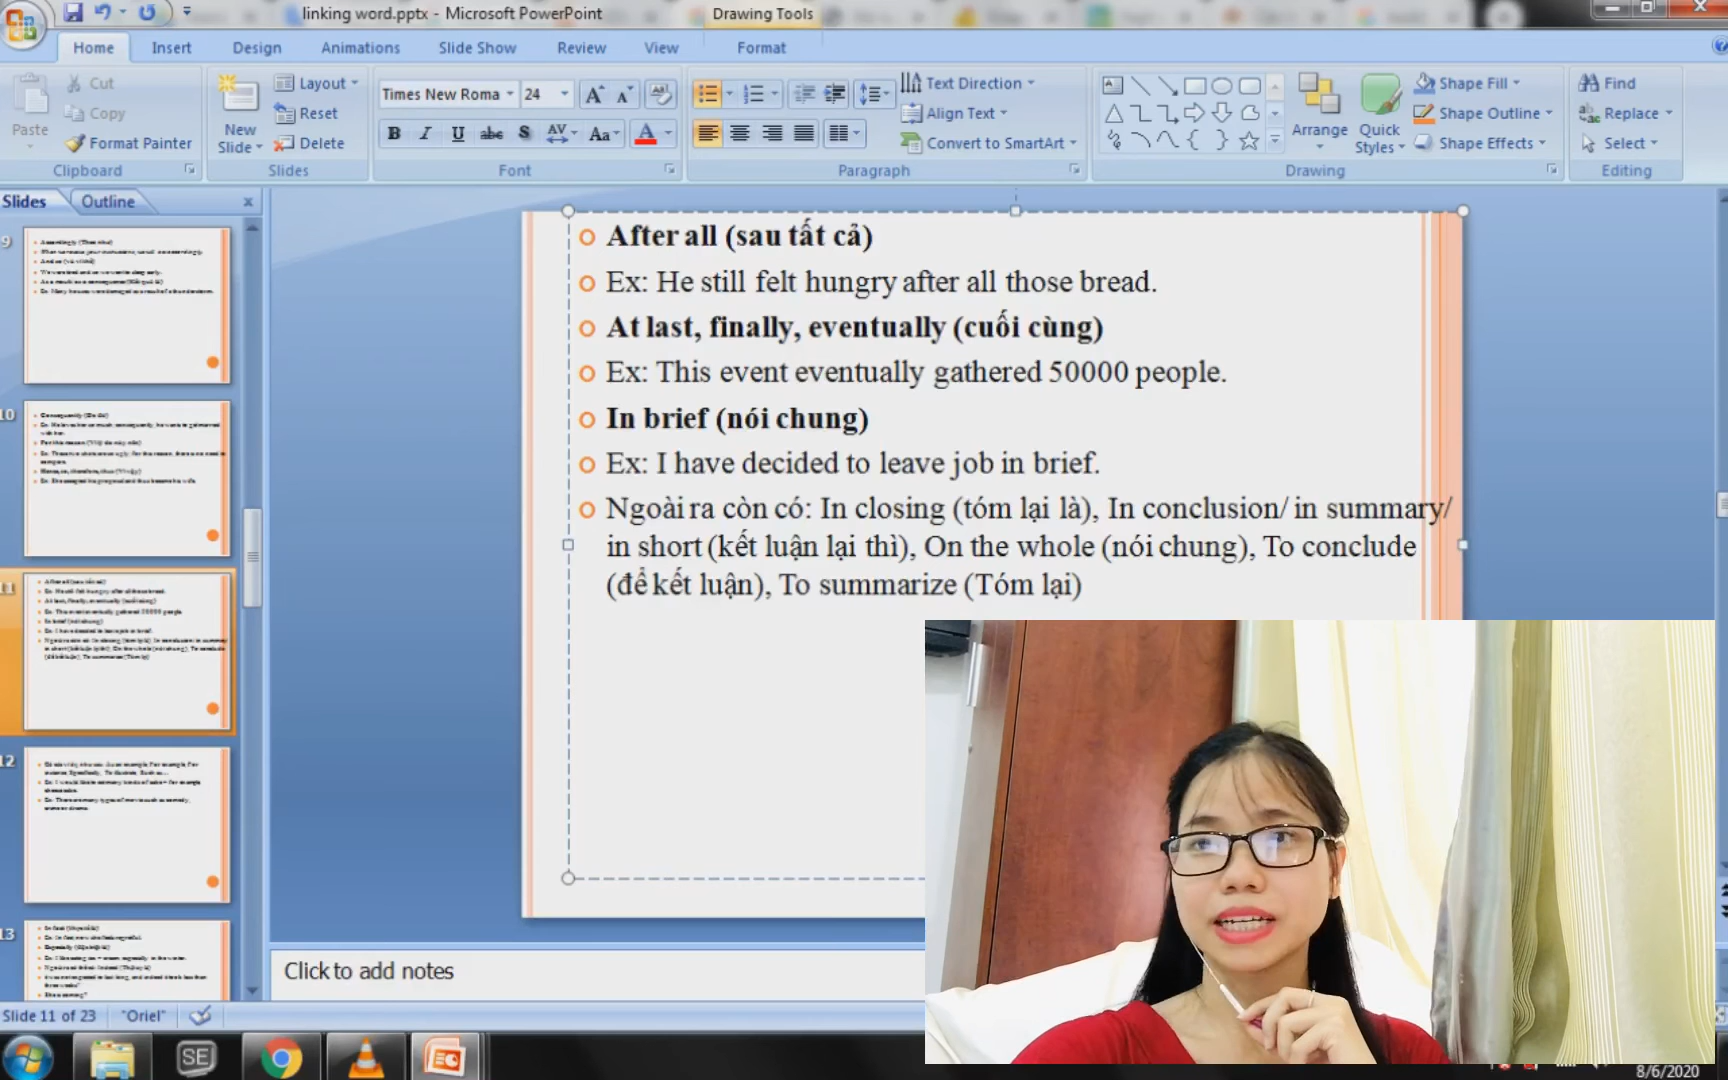 linking word.pptx - Microsoft PowerPoint
Drawing Tools
Home Insert Design Animations Slide Show Review View Format
Paste
Cut
Copy
Format Painter
Clipboard
New Slide
Layout
Reset
Delete
Slides
Times New Roma 24
Font
Text Direction
Align Text
Convert to SmartArt
Paragraph
Arrange
Quick Styles
Shape Fill
Shape Outline
Shape Effects
Drawing
Find
Replace
Select
Editing
Slides Outline
9
10
11
12
13
After all (sau tất cả)
Ex: He still felt hungry after all those bread.
At last, finally, eventually (cuối cùng)
Ex: This event eventually gathered 50000 people.
In brief (nói chung)
Ex: I have decided to leave job in brief.
Ngoài ra còn có: In closing (tóm lại là), In conclusion/ in summary/
in short (kết luận lại thì), On the whole (nói chung), To conclude
(để kết luận), To summarize (Tóm lại)
Click to add notes
Slide 11 of 23 "Oriel"
SE
8/6/2020